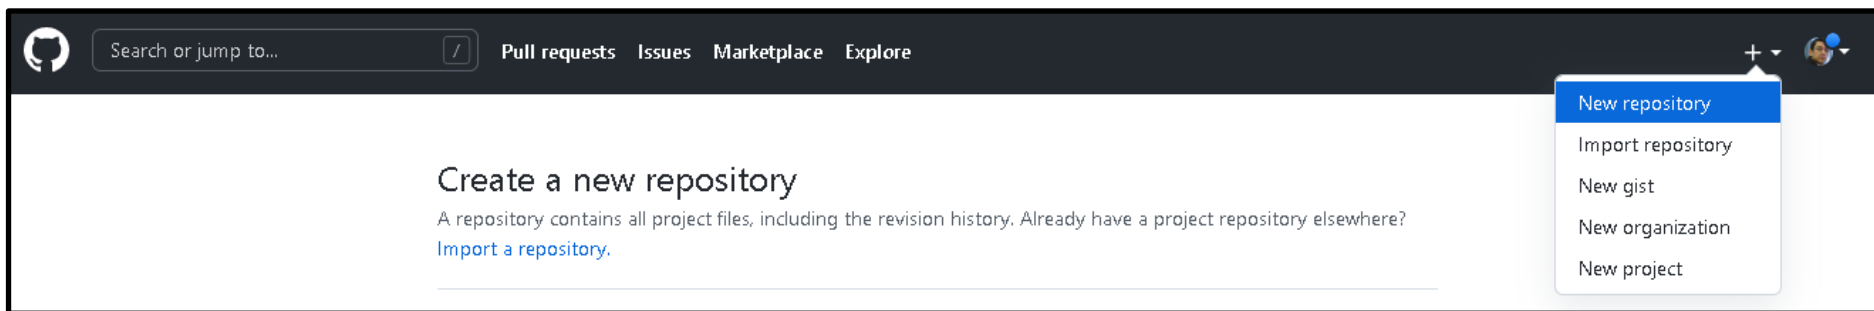 Search or jump to... /
Pull requests Issues Marketplace Explore
+
New repository
Import repository
New gist
New organization
New project
Create a new repository
A repository contains all project files, including the revision history. Already have a project repository elsewhere?
Import a repository.